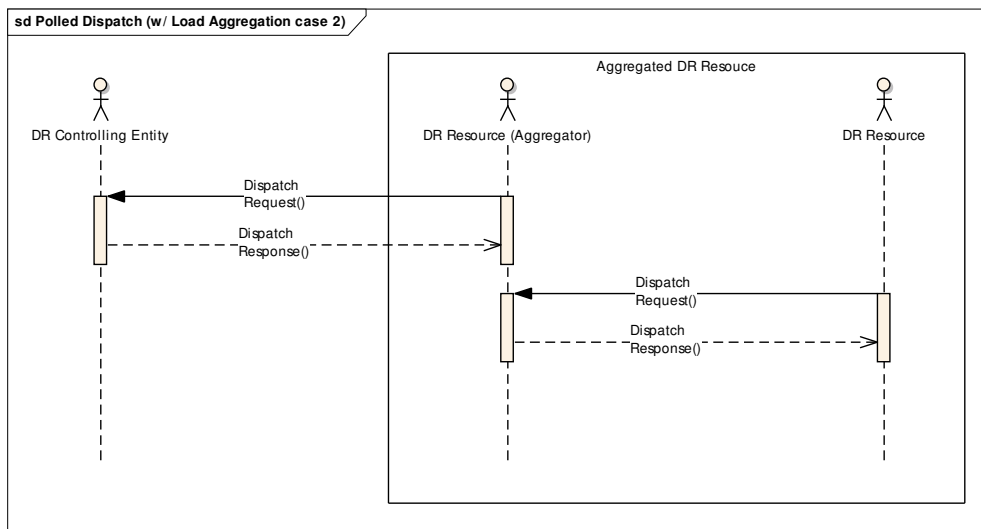 sd Polled Dispatch (w/ Load Aggregation case 2)
Aggregated DR Resouce
DR Controlling Entity
DR Resource (Aggregator)
DR Resource
Dispatch
Request()
Dispatch
Response()
Dispatch
Request()
Dispatch
Response()